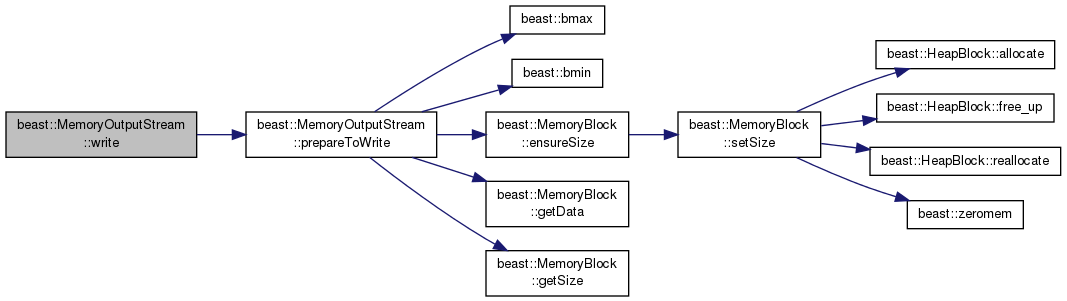 beast::MemoryOutputStream
::write
beast::MemoryOutputStream
::prepareToWrite
beast::bmax
beast::bmin
beast::MemoryBlock
::ensureSize
beast::MemoryBlock
::getData
beast::MemoryBlock
::getSize
beast::MemoryBlock
::setSize
beast::HeapBlock::allocate
beast::HeapBlock::free_up
beast::HeapBlock::reallocate
beast::zeromem